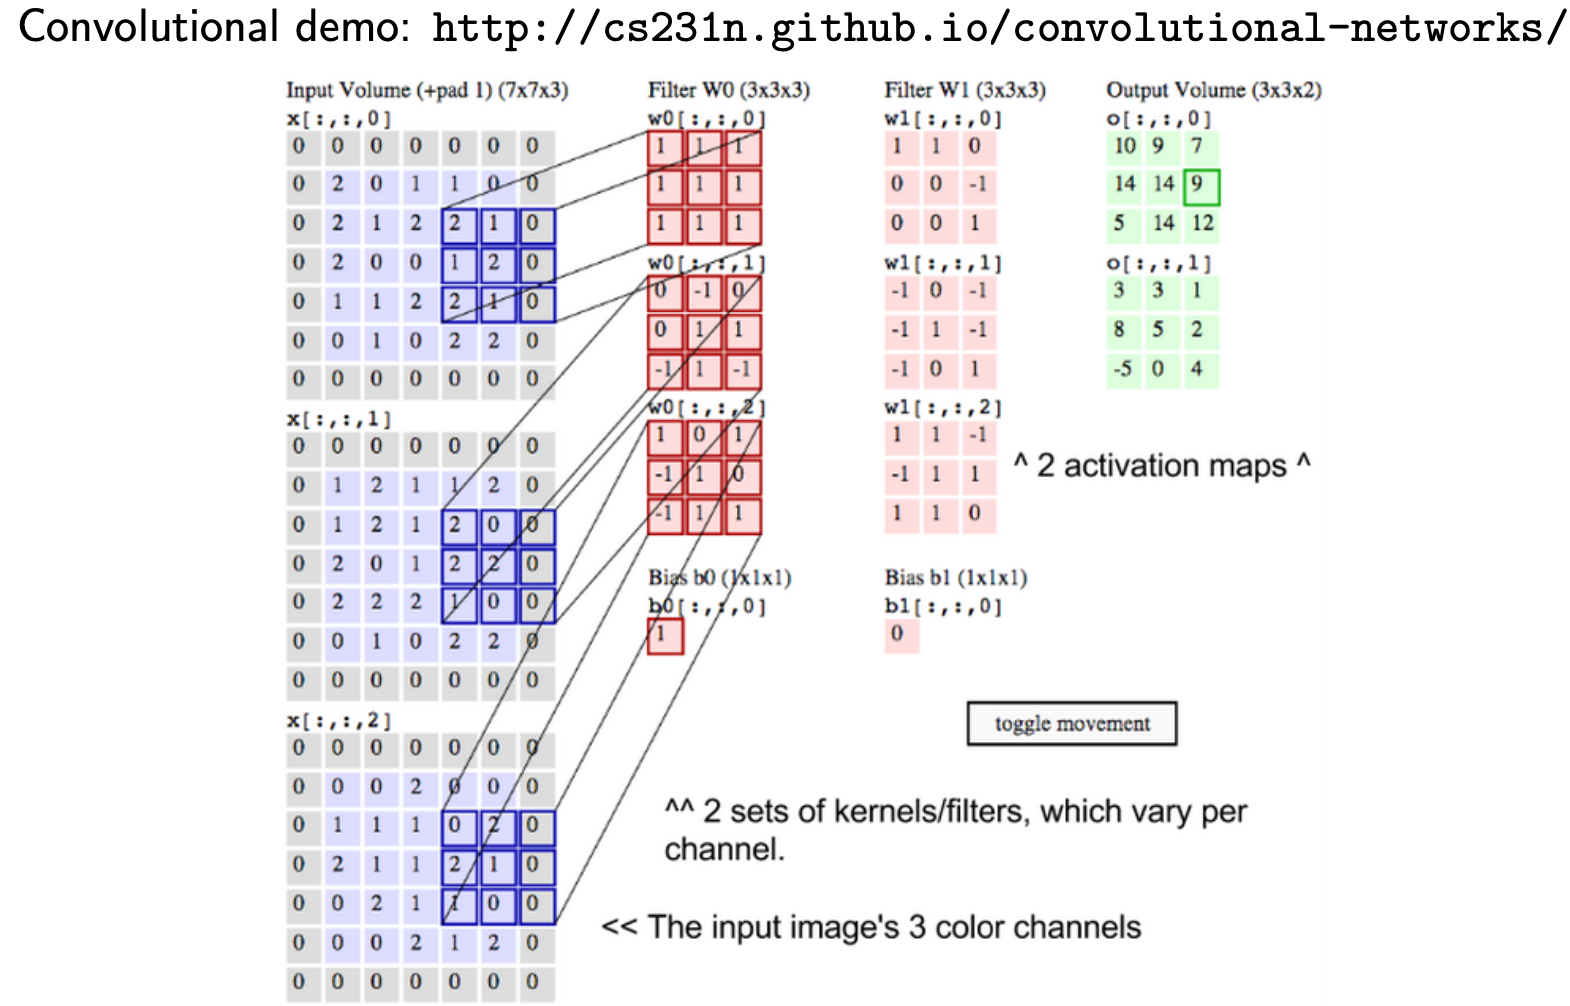 Convolutional demo: http://cs231n.github.io/convolutional-networks/
Input Volume (+pad 1) (7x7x3)
x[:,:,0]
0 0 0 0 0 0 0
0 2 0 1 1 0 0
0 2 1 2 2 1 0
0 2 0 0 1 2 0
0 1 1 2 2 1 0
0 0 1 0 2 2 0
0 0 0 0 0 0 0
x[:,:,1]
0 0 0 0 0 0 0
0 1 2 1 1 2 0
0 1 2 1 2 0 0
0 2 0 1 2 2 0
0 2 2 2 1 0 0
0 0 1 0 2 2 0
0 0 0 0 0 0 0
x[:,:,2]
0 0 0 0 0 0 0
0 0 0 2 0 0 0
0 1 1 1 0 2 0
0 2 1 1 2 1 0
0 0 2 1 1 0 0
0 0 0 2 1 2 0
0 0 0 0 0 0 0
Filter W0 (3x3x3)
w0[:,:,0]
1 1 1
1 1 1
1 1 1
w0[:,:,1]
0 -1 0
0 1 1
-1 1 -1
w0[:,:,2]
1 0 1
-1 1 0
-1 1 1
Bias b0 (1x1x1)
b0[:,:,0]
1
Filter W1 (3x3x3)
w1[:,:,0]
1 1 0
0 0 -1
0 0 1
w1[:,:,1]
-1 0 -1
-1 1 -1
-1 0 1
w1[:,:,2]
1 1 -1
-1 1 1
1 1 0
Bias b1 (1x1x1)
b1[:,:,0]
0
Output Volume (3x3x2)
o[:,:,0]
10 9 7
14 14 9
5 14 12
o[:,:,1]
3 3 1
8 5 2
-5 0 4
^ 2 activation maps ^
toggle movement
^^ 2 sets of kernels/filters, which vary per
channel.
<< The input image's 3 color channels